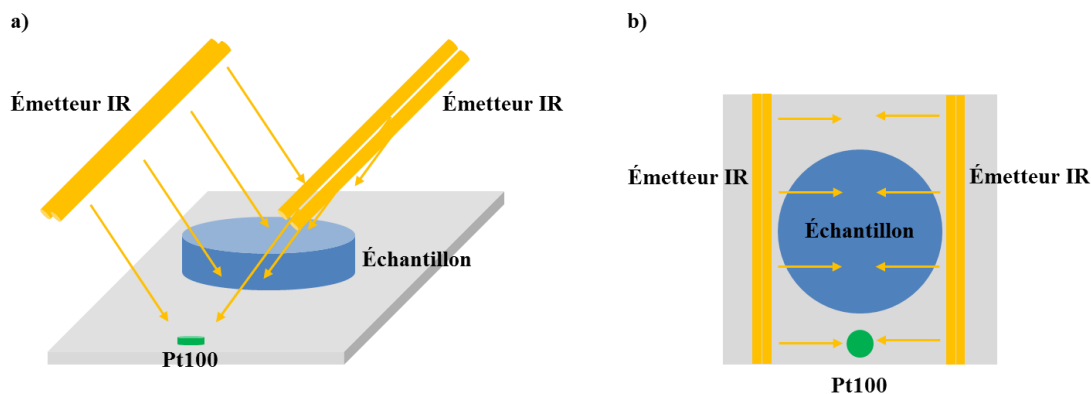 a)
Émetteur IR
Émetteur IR
Échantillon
Pt100
b)
Émetteur IR
Émetteur IR
Échantillon
Pt100